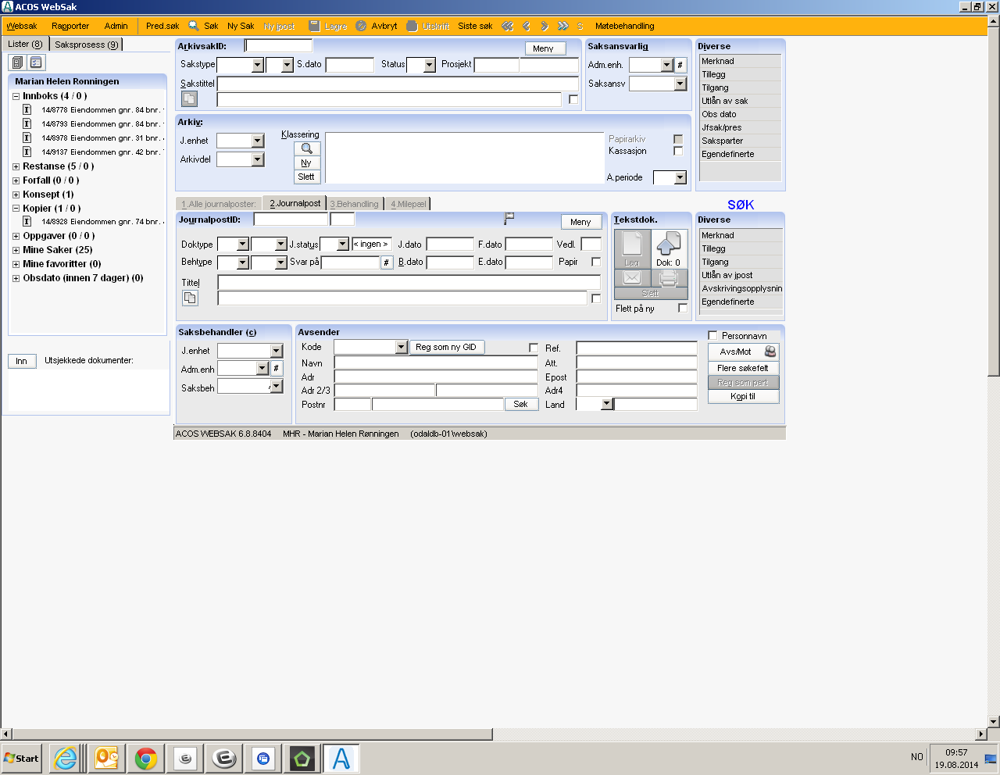 ACOS WebSak
Websak Rapporter Admin Pred.søk Søk Ny Sak Ny jpost Lagre Avbryt Utskrift Siste søk S Møtebehandling
Lister (8) Saksprosess (9)
Marian Helen Rønningen
Innboks (4 / 0 )
14/8778 Eiendommen gnr. 84 bnr.
14/8793 Eiendommen gnr. 84 bnr.
14/8978 Eiendommen gnr. 31 bnr.
14/9137 Eiendommen gnr. 42 bnr.
Restanse (5 / 0 )
Forfall (0 / 0 )
Konsept (1)
Kopier (1 / 0 )
14/8928 Eiendommen gnr. 74 bnr.
Oppgaver (0 / 0 )
Mine Saker (25)
Mine favoritter (0)
Obsdato (innen 7 dager) (0)
Inn Utsjekkede dokumenter:
ArkivsakID: Meny
Sakstype S.dato Status Prosjekt
Sakstittel
Saksansvarlig
Adm.enh. #
Saksansv
Diverse
Merknad
Tillegg
Tilgang
Utlån av sak
Obs dato
Jfsak/pres
Saksparter
Egendefinerte
Arkiv:
J.enhet
Arkivdel
Klassering
Ny
Slett
Papirarkiv
Kassasjon
A.periode
1.Alle journalposter: 2.Journalpost 3.Behandling 4.Milepæl
SØK
JournalpostID: Meny
Doktype J.status < ingen > J.dato F.dato Vedl.
Behtype Svar på # B.dato E.dato Papir
Tittel
Tekstdok.
Lag Dok: 0
Slett
Flett på ny
Diverse
Merknad
Tillegg
Tilgang
Utlån av jpost
Avskrivingsopplysnin
Egendefinerte
Saksbehandler (c)
J.enhet
Adm.enh #
Saksbeh
Avsender
Kode Reg som ny GID Ref.
Navn Att.
Adr Epost
Adr 2/3 Adr4
Postnr Søk Land
Personnavn
Avs/Mot
Flere søkefelt
Reg som part
Kopi til
ACOS WEBSAK 6.8.8404 MHR - Marian Helen Rønningen (odaldb-01\websak)
Start
NO
09:57
19.08.2014